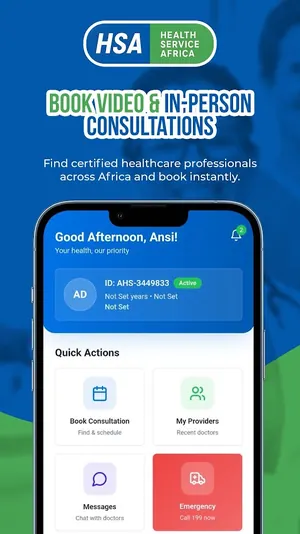 HSA
HEALTH
SERVICE
AFRICA
BOOK VIDEO & IN-PERSON
CONSULTATIONS
Find certified healthcare professionals
across Africa and book instantly.
Good Afternoon, Ansi!
2
Your health, our priority
AD
ID: AHS-3449833 Active
Not Set years • Not Set
Not Set
Quick Actions
Book Consultation
Find & schedule
My Providers
Recent doctors
Messages
Chat with doctors
Emergency
Call 199 now